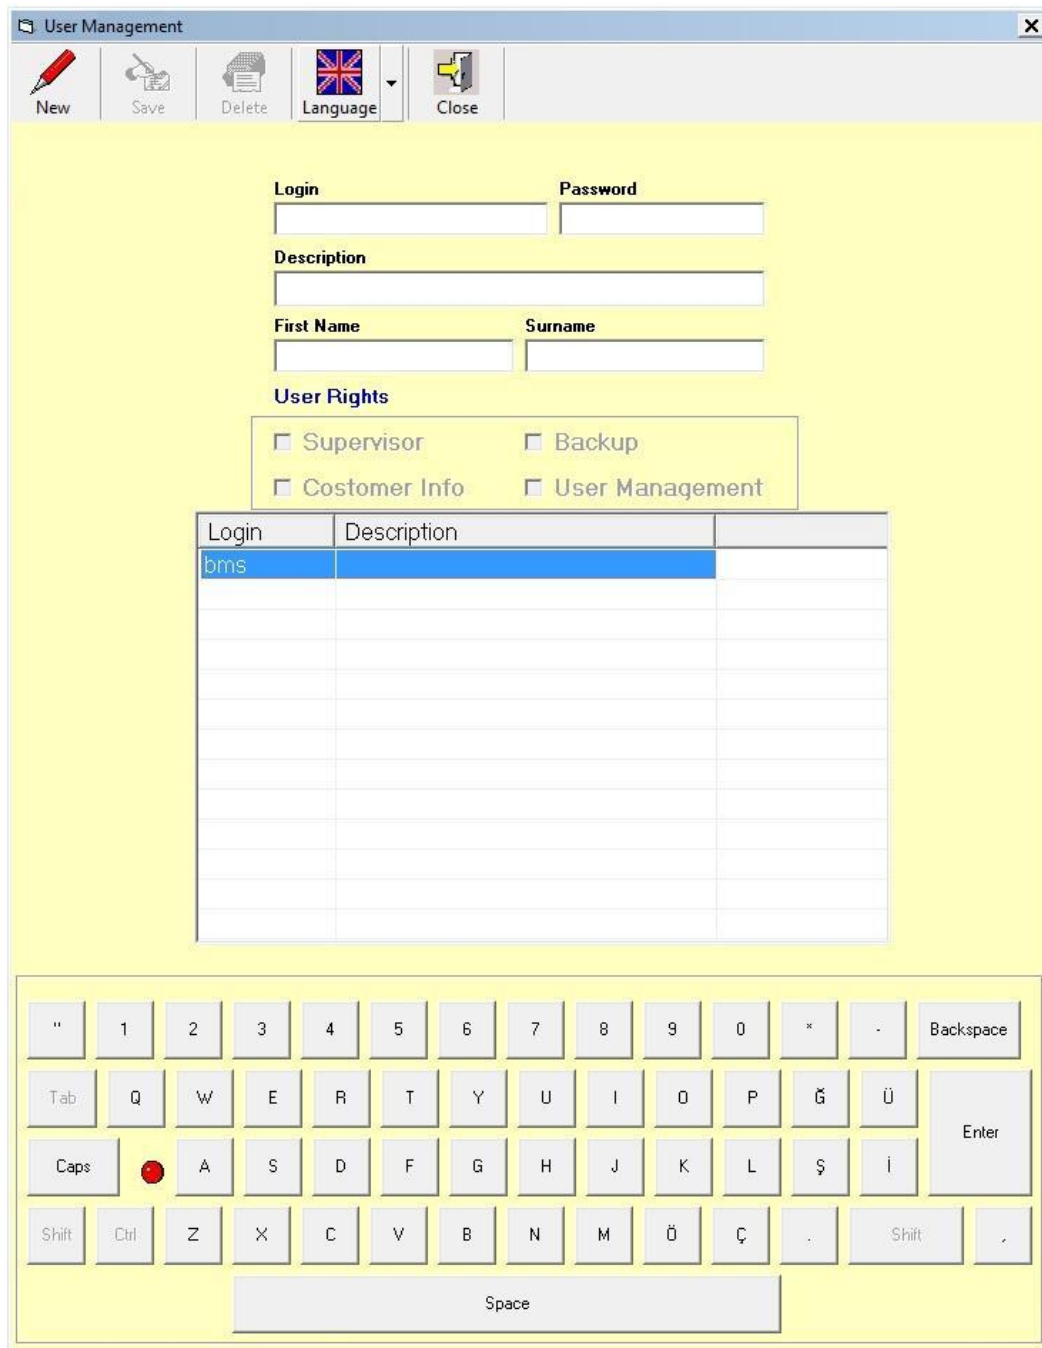 User Management
New Save Delete Language Close
Login Password
Description
First Name Surname
User Rights
Supervisor Backup
Costomer Info User Management
Login Description
bms
" 1 2 3 4 5 6 7 8 9 0 * - Backspace
Tab Q W E R T Y U I O P Ğ Ü
Enter
Caps A S D F G H J K L Ş İ
Shift Ctrl Z X C V B N M Ö Ç . Shift ,
Space